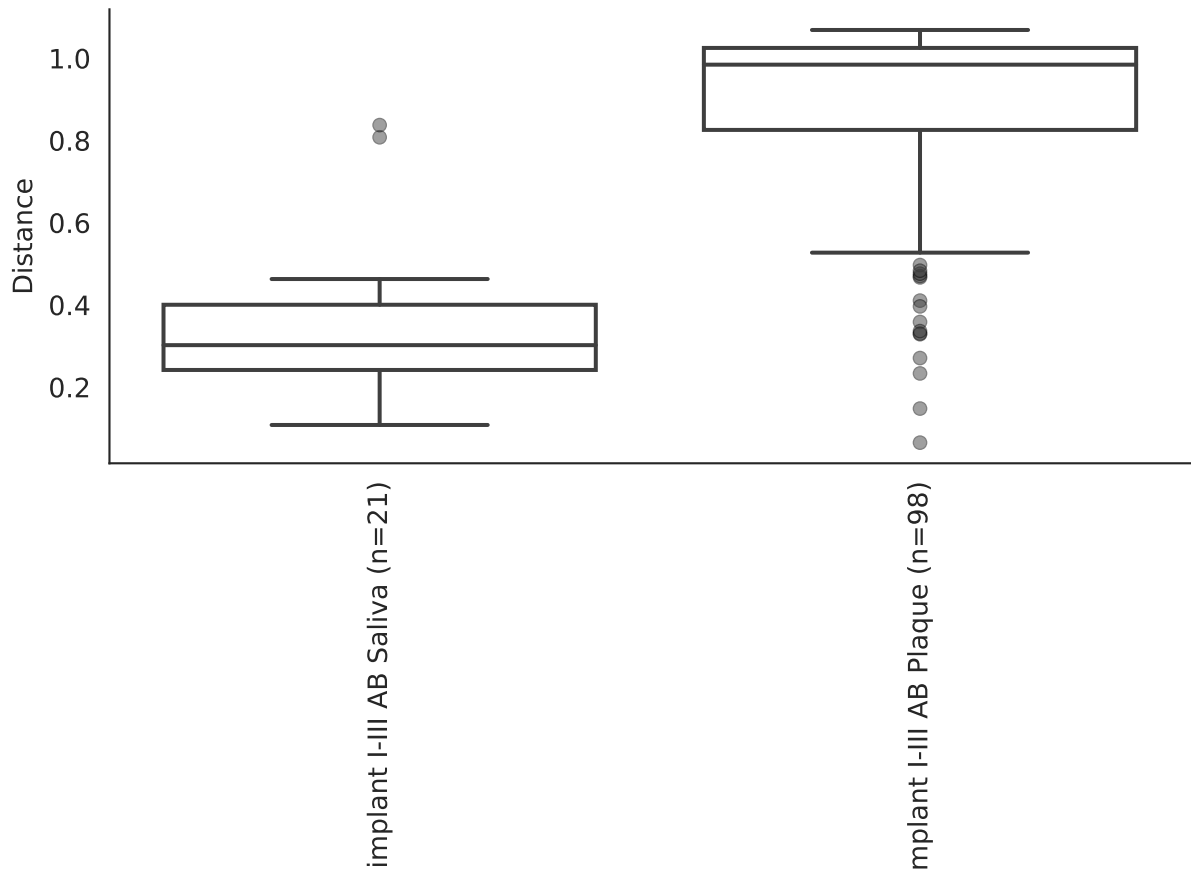 1.0
0.8
0.6
0.4
0.2
Distance
implant I-III AB Saliva (n=21)
mplant I-III AB Plaque (n=98)